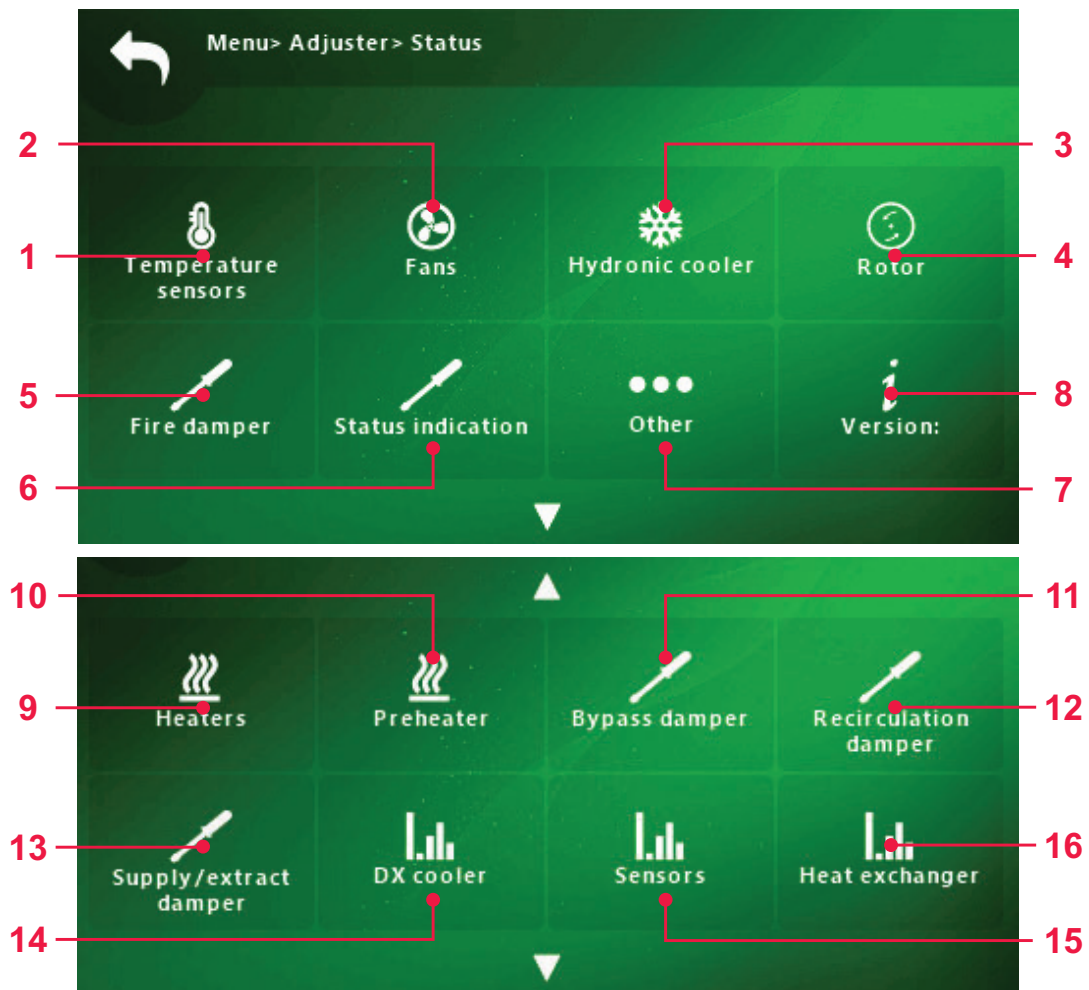 Menu> Adjuster> Status
2
3
1
Temperature
sensors
Fans
Hydronic cooler
Rotor
4
5
Fire damper
Status indication
Other
Version:
8
6
7
10
11
9
Heaters
Preheater
Bypass damper
Recirculation
damper
12
13
Supply/extract
damper
DX cooler
Sensors
Heat exchanger
16
14
15